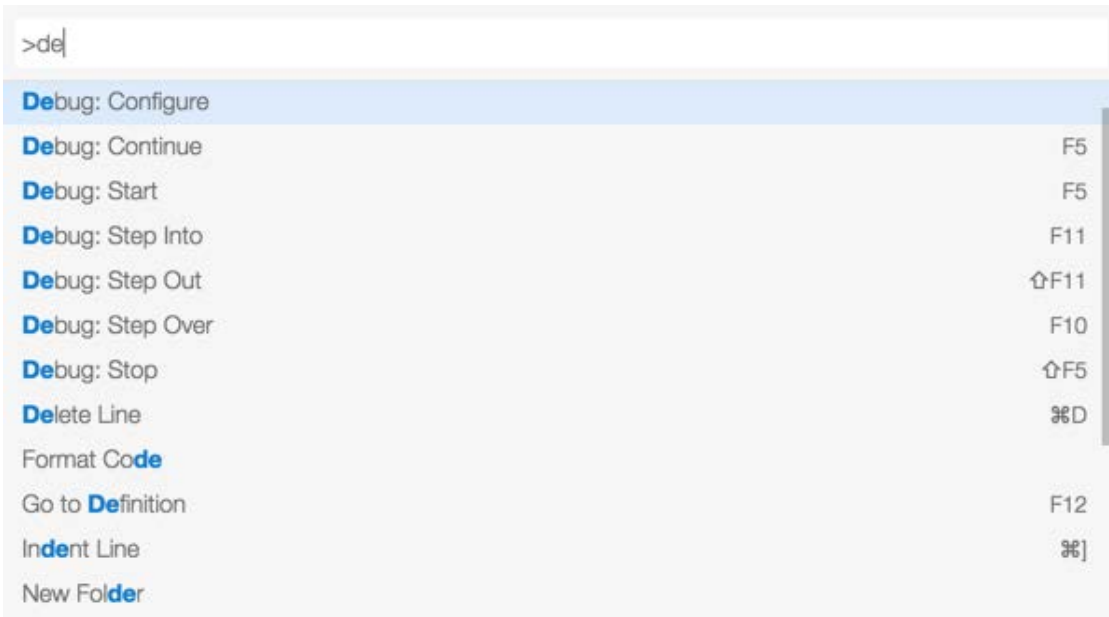 >de
Debug: Configure
Debug: Continue F5
Debug: Start F5
Debug: Step Into F11
Debug: Step Out ⇧F11
Debug: Step Over F10
Debug: Stop ⇧F5
Delete Line ⌘D
Format Code
Go to Definition F12
Indent Line ⌘]
New Folder